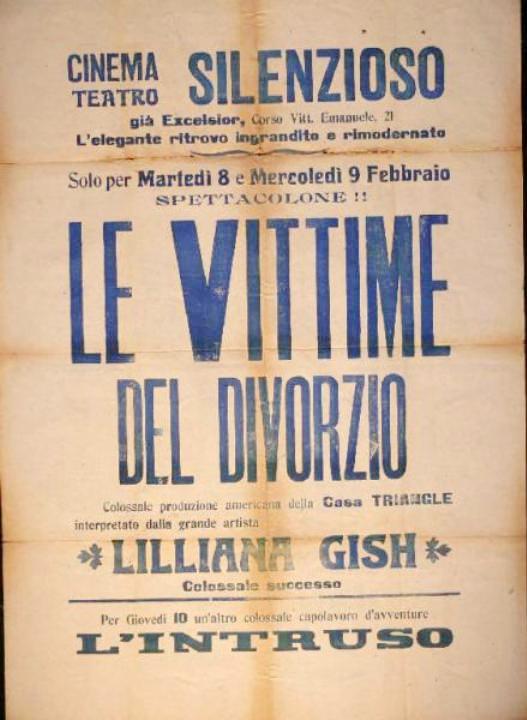 CINEMA TEATRO SILENZIOSO
già Excelsior, Corso Vitt. Emanuele, 21
L'elegante ritrovo ingrandito e rimodernato
Solo per Martedì 8 e Mercoledì 9 Febbraio
SPETTACOLONE !!
LE VITTIME
DEL DIVORZIO
Colossale produzione americana della Casa TRIANGLE
interpretato dalla grande artista
LILLIANA GISH
Colossale successo
Per Giovedì 10 un'altro colossale capolavoro d'avventure
L'INTRUSO